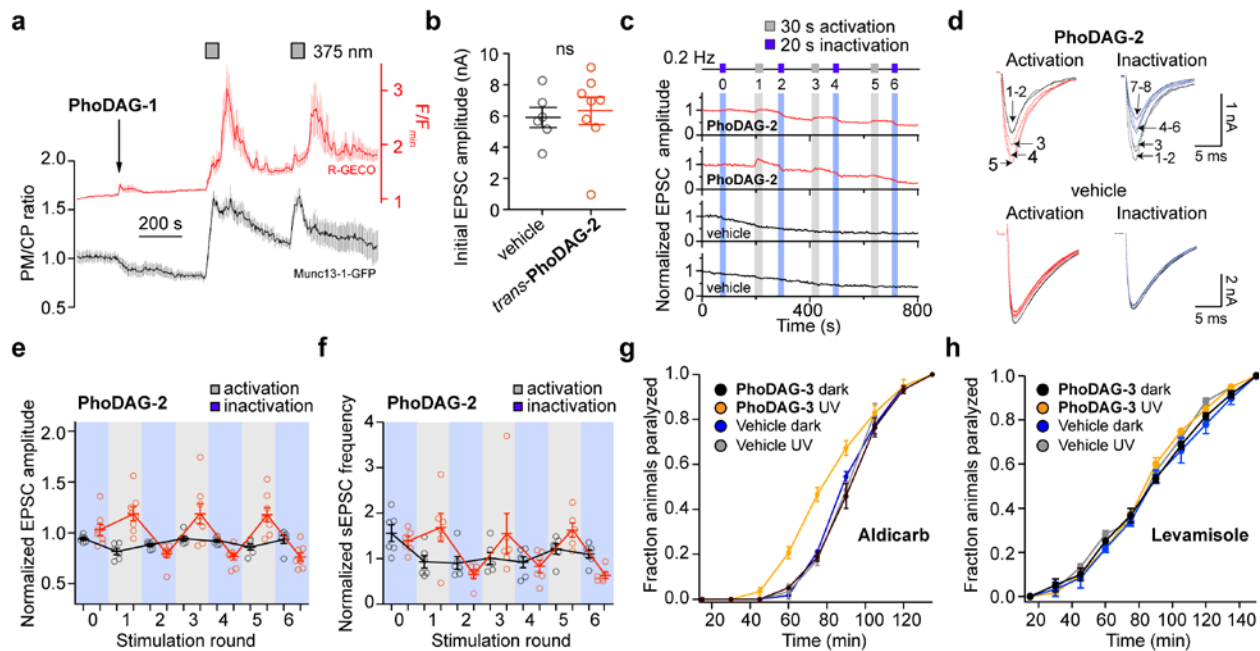 a
375 nm
PhoDAG-1
F/Fmin
3
2
1
R-GECO
PM/CP ratio
2.0
1.5
1.0
0.5
200 s
Munc13-1-GFP
b
ns
Initial EPSC amplitude (nA)
10
8
6
4
2
0
vehicle
trans-PhoDAG-2
c
30 s activation
20 s inactivation
0.2 Hz
0 1 2 3 4 5 6
Normalized EPSC amplitude
1
0
PhoDAG-2
1
0
PhoDAG-2
1
0
vehicle
1
0
vehicle
0 400 800
Time (s)
d
PhoDAG-2
Activation Inactivation
1-2
3
4
5
7-8
4-6
3
1-2
1 nA
5 ms
vehicle
Activation Inactivation
2 nA
5 ms
e
activation
inactivation
PhoDAG-2
Normalized EPSC amplitude
2.0
1.5
1.0
0.5
0 1 2 3 4 5 6
Stimulation round
f
activation
inactivation
PhoDAG-2
Normalized sEPSC frequency
4
3
2
1
0
0 1 2 3 4 5 6
Stimulation round
g
PhoDAG-3 dark
PhoDAG-3 UV
Vehicle dark
Vehicle UV
Aldicarb
Fraction animals paralyzed
1.0
0.8
0.6
0.4
0.2
0.0
20 40 60 80 100 120
Time (min)
h
PhoDAG-3 dark
PhoDAG-3 UV
Vehicle dark
Vehicle UV
Levamisole
Fraction animals paralyzed
1.0
0.8
0.6
0.4
0.2
0.0
20 40 60 80 100 120 140
Time (min)